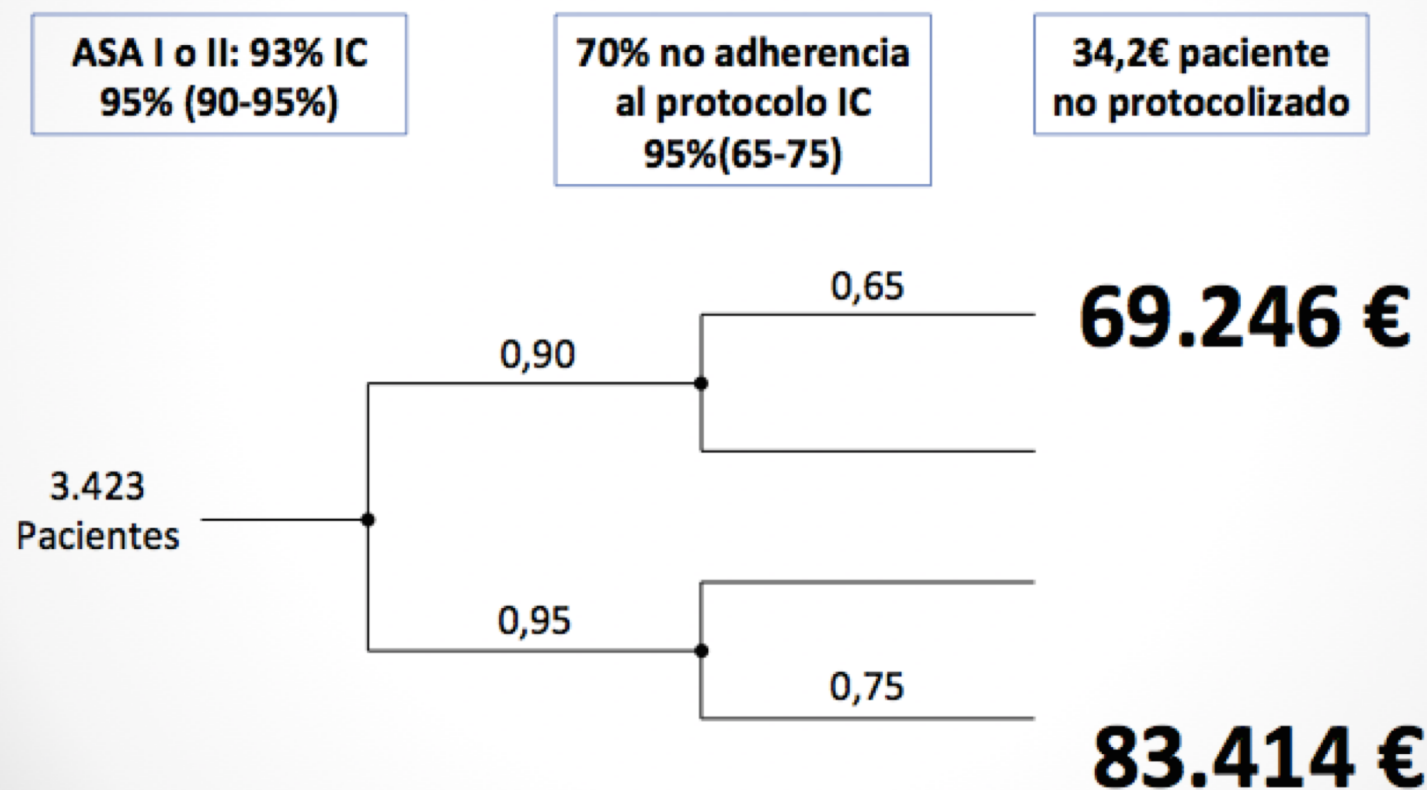 ASA I o II: 93% IC
95% (90-95%)
70% no adherencia
al protocolo IC
95%(65-75)
34,2€ paciente
no protocolizado
0,65
69.246 €
0,90
3.423
Pacientes
0,95
0,75
83.414 €